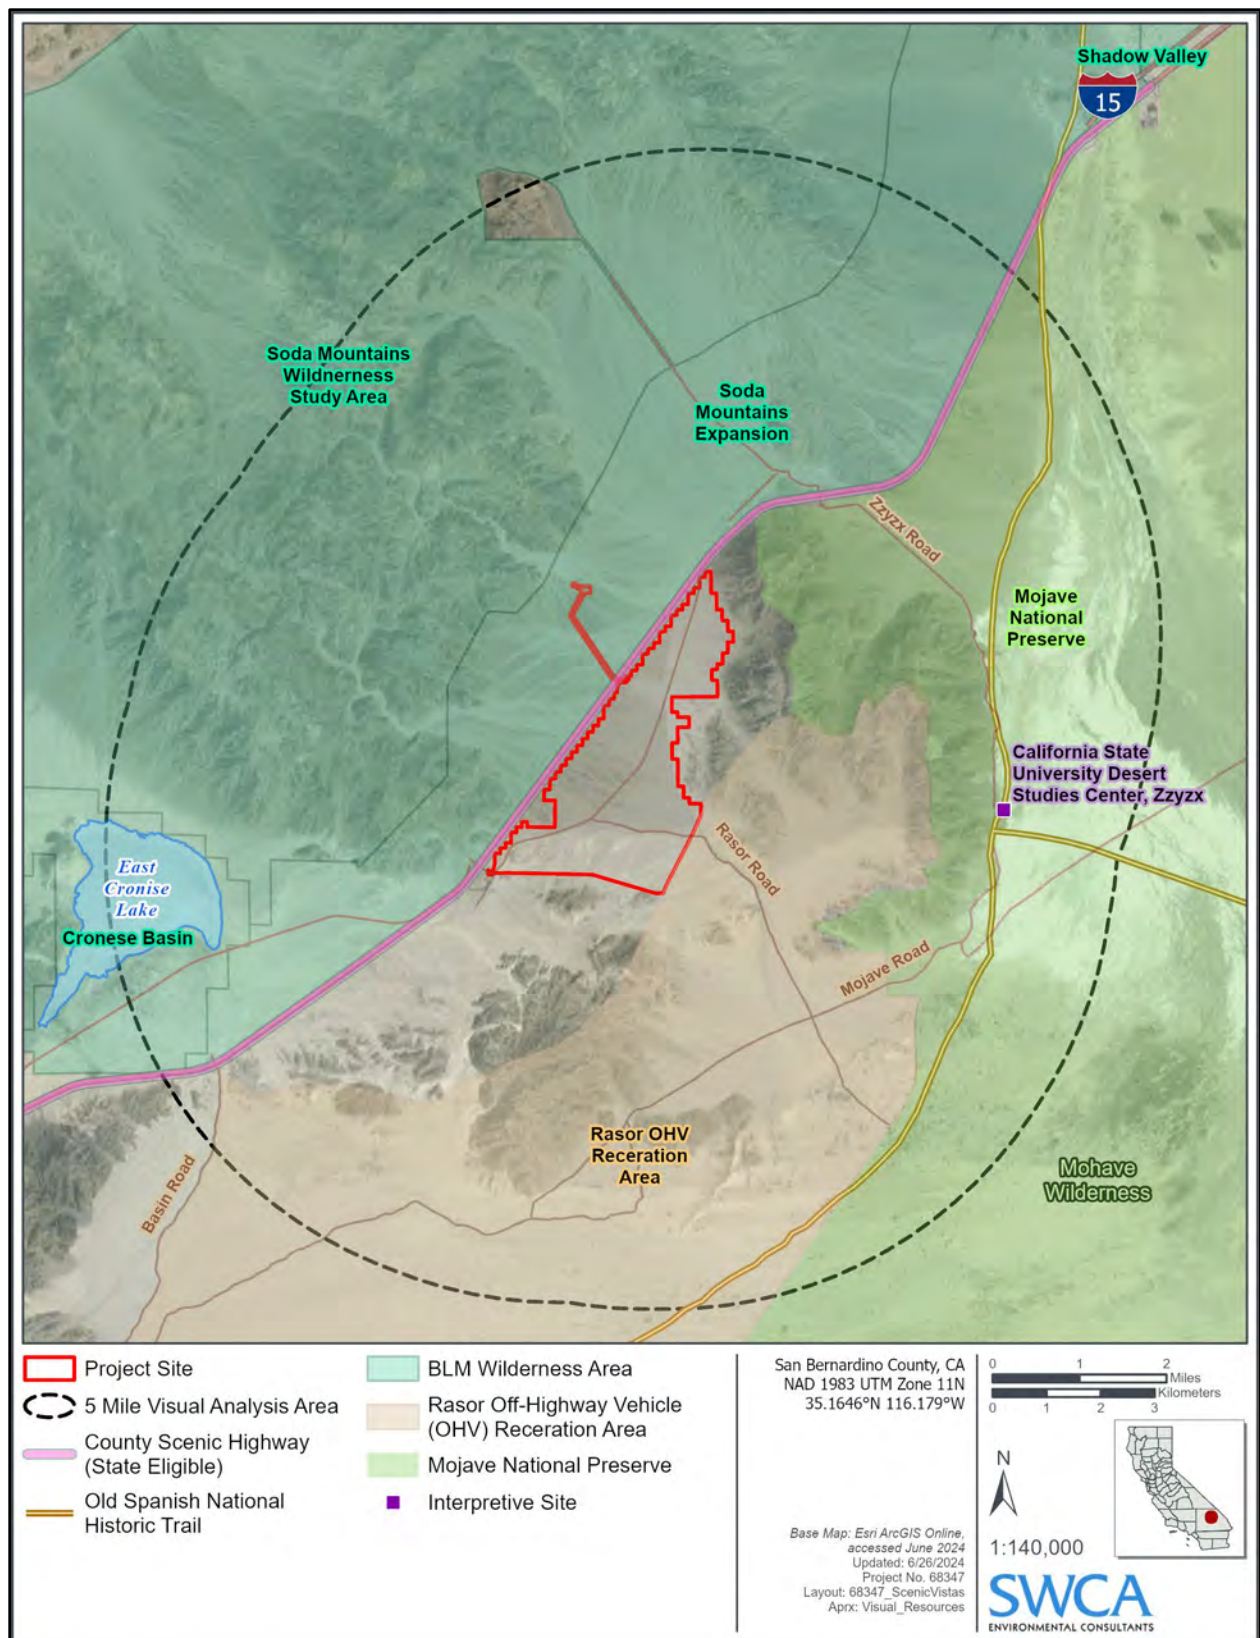 Shadow Valley
15
Soda Mountains
Wildnerness
Study Area
Soda
Mountains
Expansion
Zzyzx Road
Mojave
National
Preserve
California State
University Desert
Studies Center, Zzyzx
Rasor Road
East
Cronise
Lake
Cronese Basin
Mojave Road
Rasor OHV
Receration
Area
Mohave
Wilderness
Basin Road
Project Site
5 Mile Visual Analysis Area
County Scenic Highway
(State Eligible)
Old Spanish National
Historic Trail
BLM Wilderness Area
Rasor Off-Highway Vehicle
(OHV) Receration Area
Mojave National Preserve
Interpretive Site
San Bernardino County, CA
NAD 1983 UTM Zone 11N
35.1646°N 116.179°W
Base Map: Esri ArcGIS Online,
accessed June 2024
Updated: 6/26/2024
Project No. 68347
Layout: 68347_ScenicVistas
Aprx: Visual_Resources
0 1 2
Miles
Kilometers
0 1 2 3
N
1:140,000
SWCA
ENVIRONMENTAL CONSULTANTS